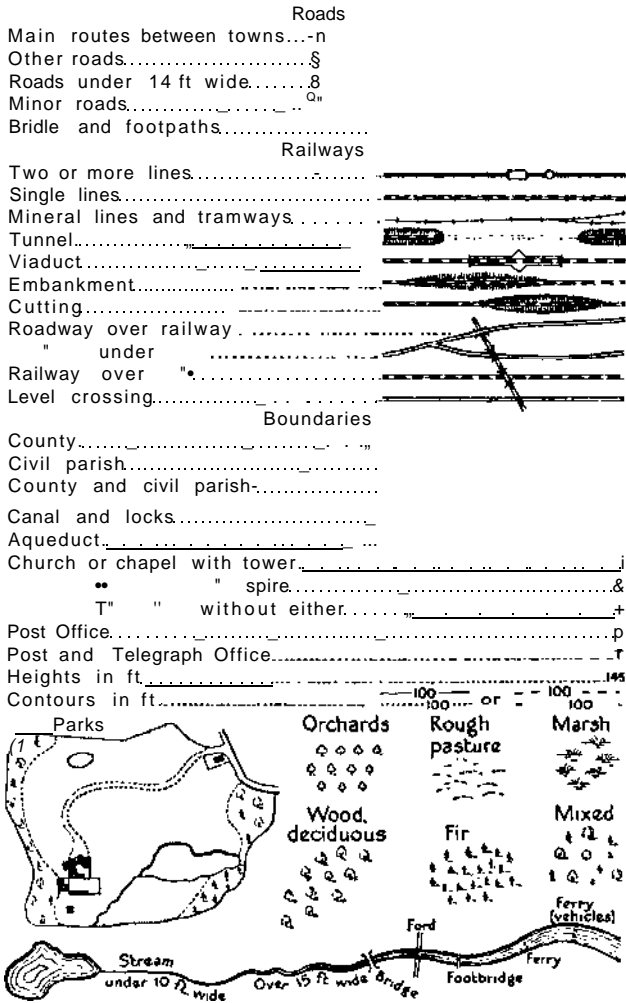 Roads
Main routes between towns...-n
Other roads....................§
Roads under 14 ft wide........8
Minor roads............_......_ ..Q"
Bridle and footpaths......................
Railways
Two or more lines..................-
Single lines
Mineral lines and tramways. . . . . . .
Tunnel............„....................._
Viaduct................_......_ ...........
Embankment
Cutting
Roadway over railway
" under
Railway over "•
Level crossing................_
Boundaries
County......._..............._.........._. . .„
Civil parish........................_..........
County and civil parish-..................
Canal and locks............................_
Aqueduct.............................._ ...
Church or chapel with tower.....................i
•• " spire.................._...............................&
T" '' without either. . . . . .„..................+
Post Office..........._............_..................._................................p
Post and Telegraph Office T
Heights in ft 145
Contours in ft 100 100 or 100 100
Parks
Orchards Rough pasture Marsh
1
Wood, deciduous Fir Mixed
Ford Ferry (vehicles)
Stream under 10 ft wide Over 15 ft wide Bridge Footbridge Ferry